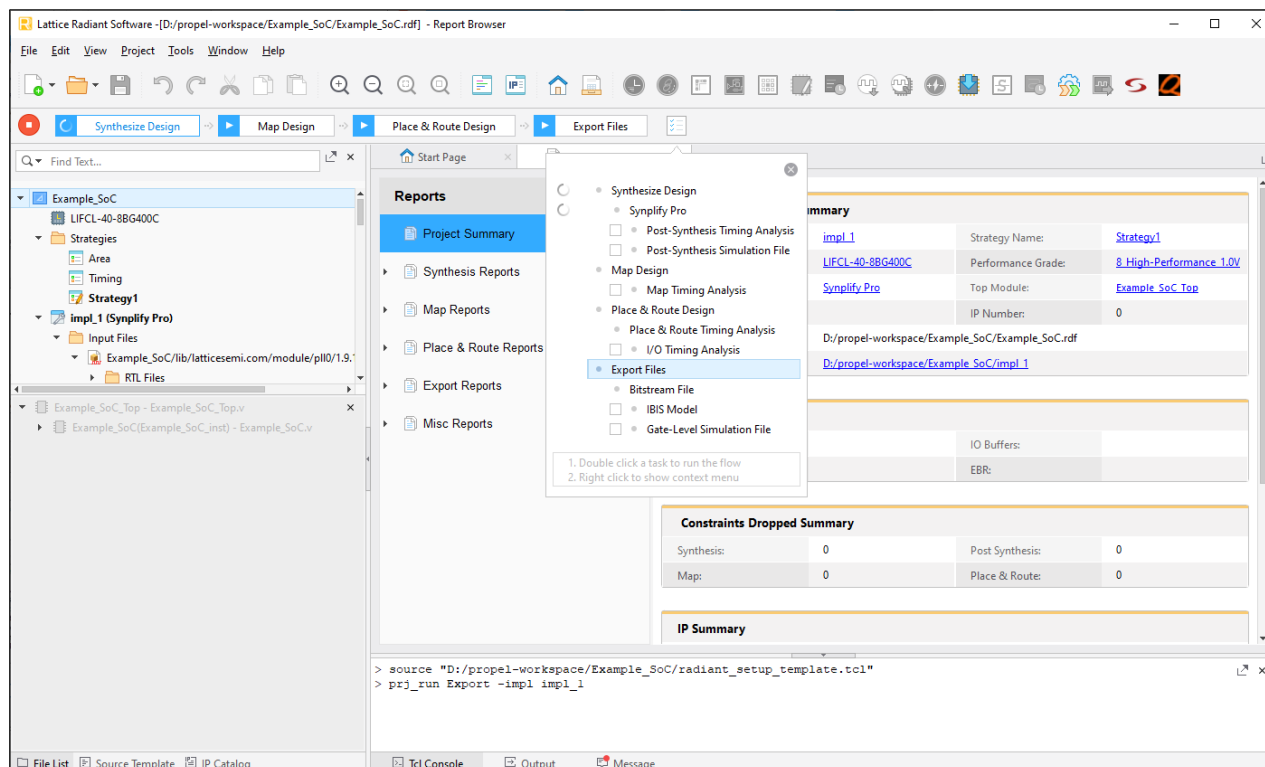 Lattice Radiant Software -[D:/propel-workspace/Example_SoC/Example_SoC.rdf] - Report Browser
File Edit View Project Tools Window Help
IP
Synthesize Design Map Design Place & Route Design Export Files
Find Text...
Start Page
Example_SoC
LIFCL-40-8BG400C
Strategies
Area
Timing
Strategy1
impl_1 (Synplify Pro)
Input Files
Example_SoC/lib/latticesemi.com/module/pll0/1.9.
RTL Files
Example_SoC_Top - Example_SoC_Top.v
Example_SoC(Example_SoC_inst) - Example_SoC.v
File List Source Template IP Catalog
Reports
Project Summary
Synthesis Reports
Map Reports
Place & Route Reports
Export Reports
Misc Reports
Synthesize Design
Synplify Pro
Post-Synthesis Timing Analysis
Post-Synthesis Simulation File
Map Design
Map Timing Analysis
Place & Route Design
Place & Route Timing Analysis
I/O Timing Analysis
Export Files
Bitstream File
IBIS Model
Gate-Level Simulation File
1. Double click a task to run the flow
2. Right click to show context menu
mmary
impl_1 Strategy Name: Strategy1
LIFCL-40-8BG400C Performance Grade: 8_High-Performance_1.0V
Synplify Pro Top Module: Example_SoC_Top
IP Number: 0
D:/propel-workspace/Example_SoC/Example_SoC.rdf
D:/propel-workspace/Example_SoC/impl_1
IO Buffers:
EBR:
Constraints Dropped Summary
Synthesis: 0 Post Synthesis: 0
Map: 0 Place & Route: 0
IP Summary
> source "D:/propel-workspace/Example_SoC/radiant_setup_template.tcl"
> prj_run Export -impl impl_1
Tcl Console Output Message